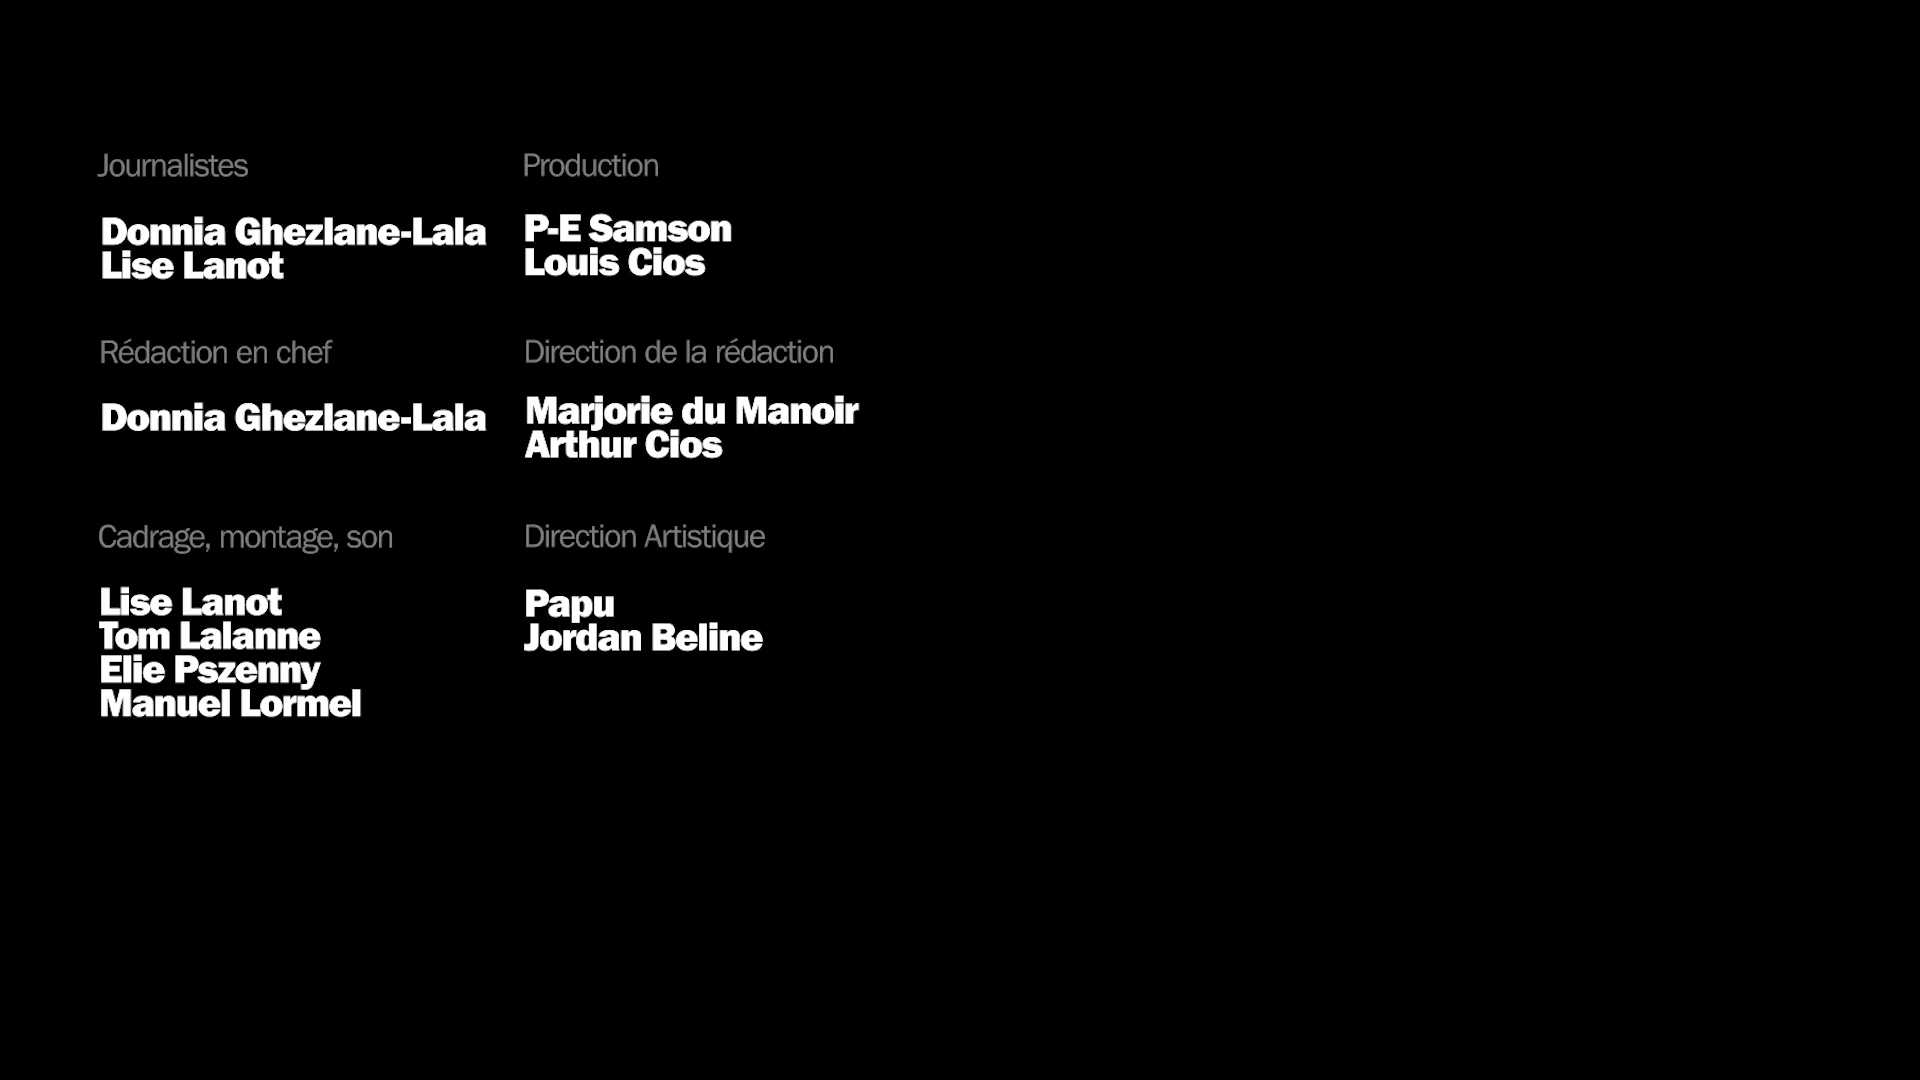 Journalistes
Donnia Ghezlane-Lala
Lise Lanot
Rédaction en chef
Donnia Ghezlane-Lala
Cadrage, montage, son
Lise Lanot
Tom Lalanne
Elie Pszenny
Manuel Lormel
Production
P-E Samson
Louis Cios
Direction de la rédaction
Marjorie du Manoir
Arthur Cios
Direction Artistique
Papu
Jordan Beline